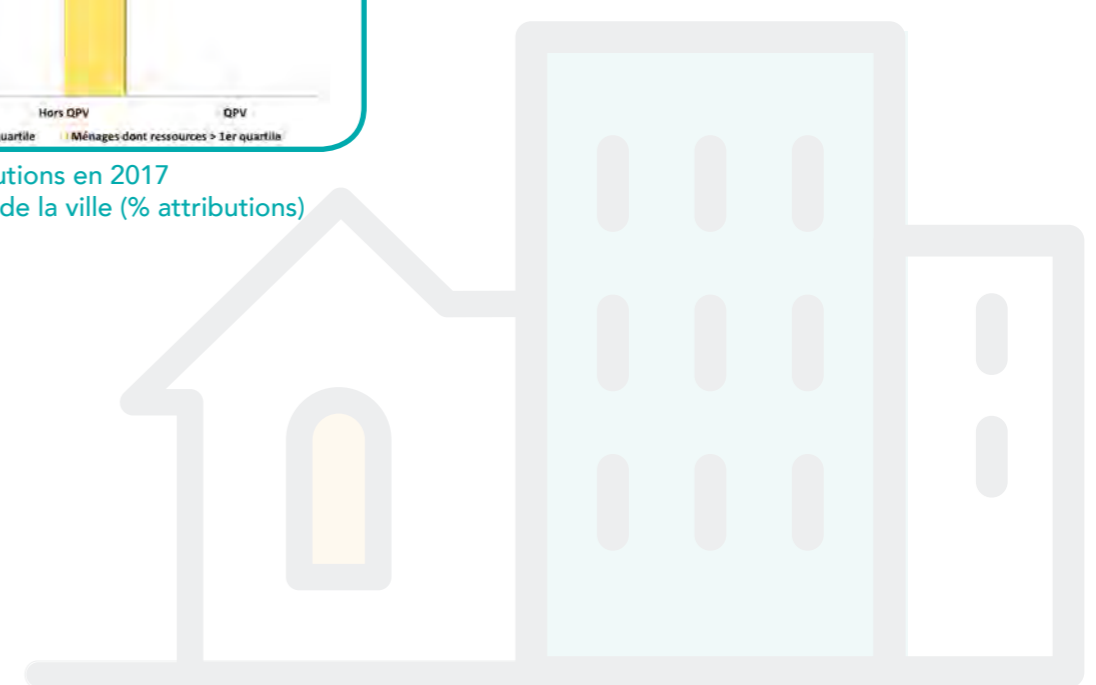 Hors QPV QPV
uartile Ménages dont ressources > 1er quartile
utions en 2017
de la ville (% attributions)